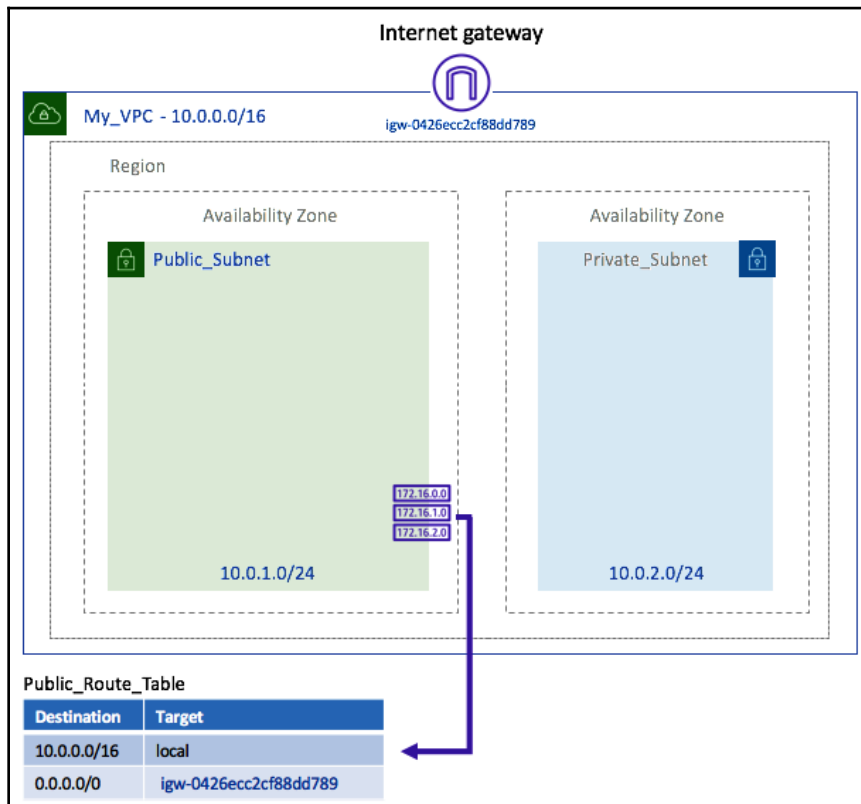 Internet gateway
My_VPC - 10.0.0.0/16
igw-0426ecc2cf88dd789
Region
Availability Zone
Availability Zone
Public_Subnet
Private_Subnet
172.16.0.0
172.16.1.0
172.16.2.0
10.0.1.0/24
10.0.2.0/24
Public_Route_Table
Destination Target
10.0.0.0/16 local
0.0.0.0/0 igw-0426ecc2cf88dd789